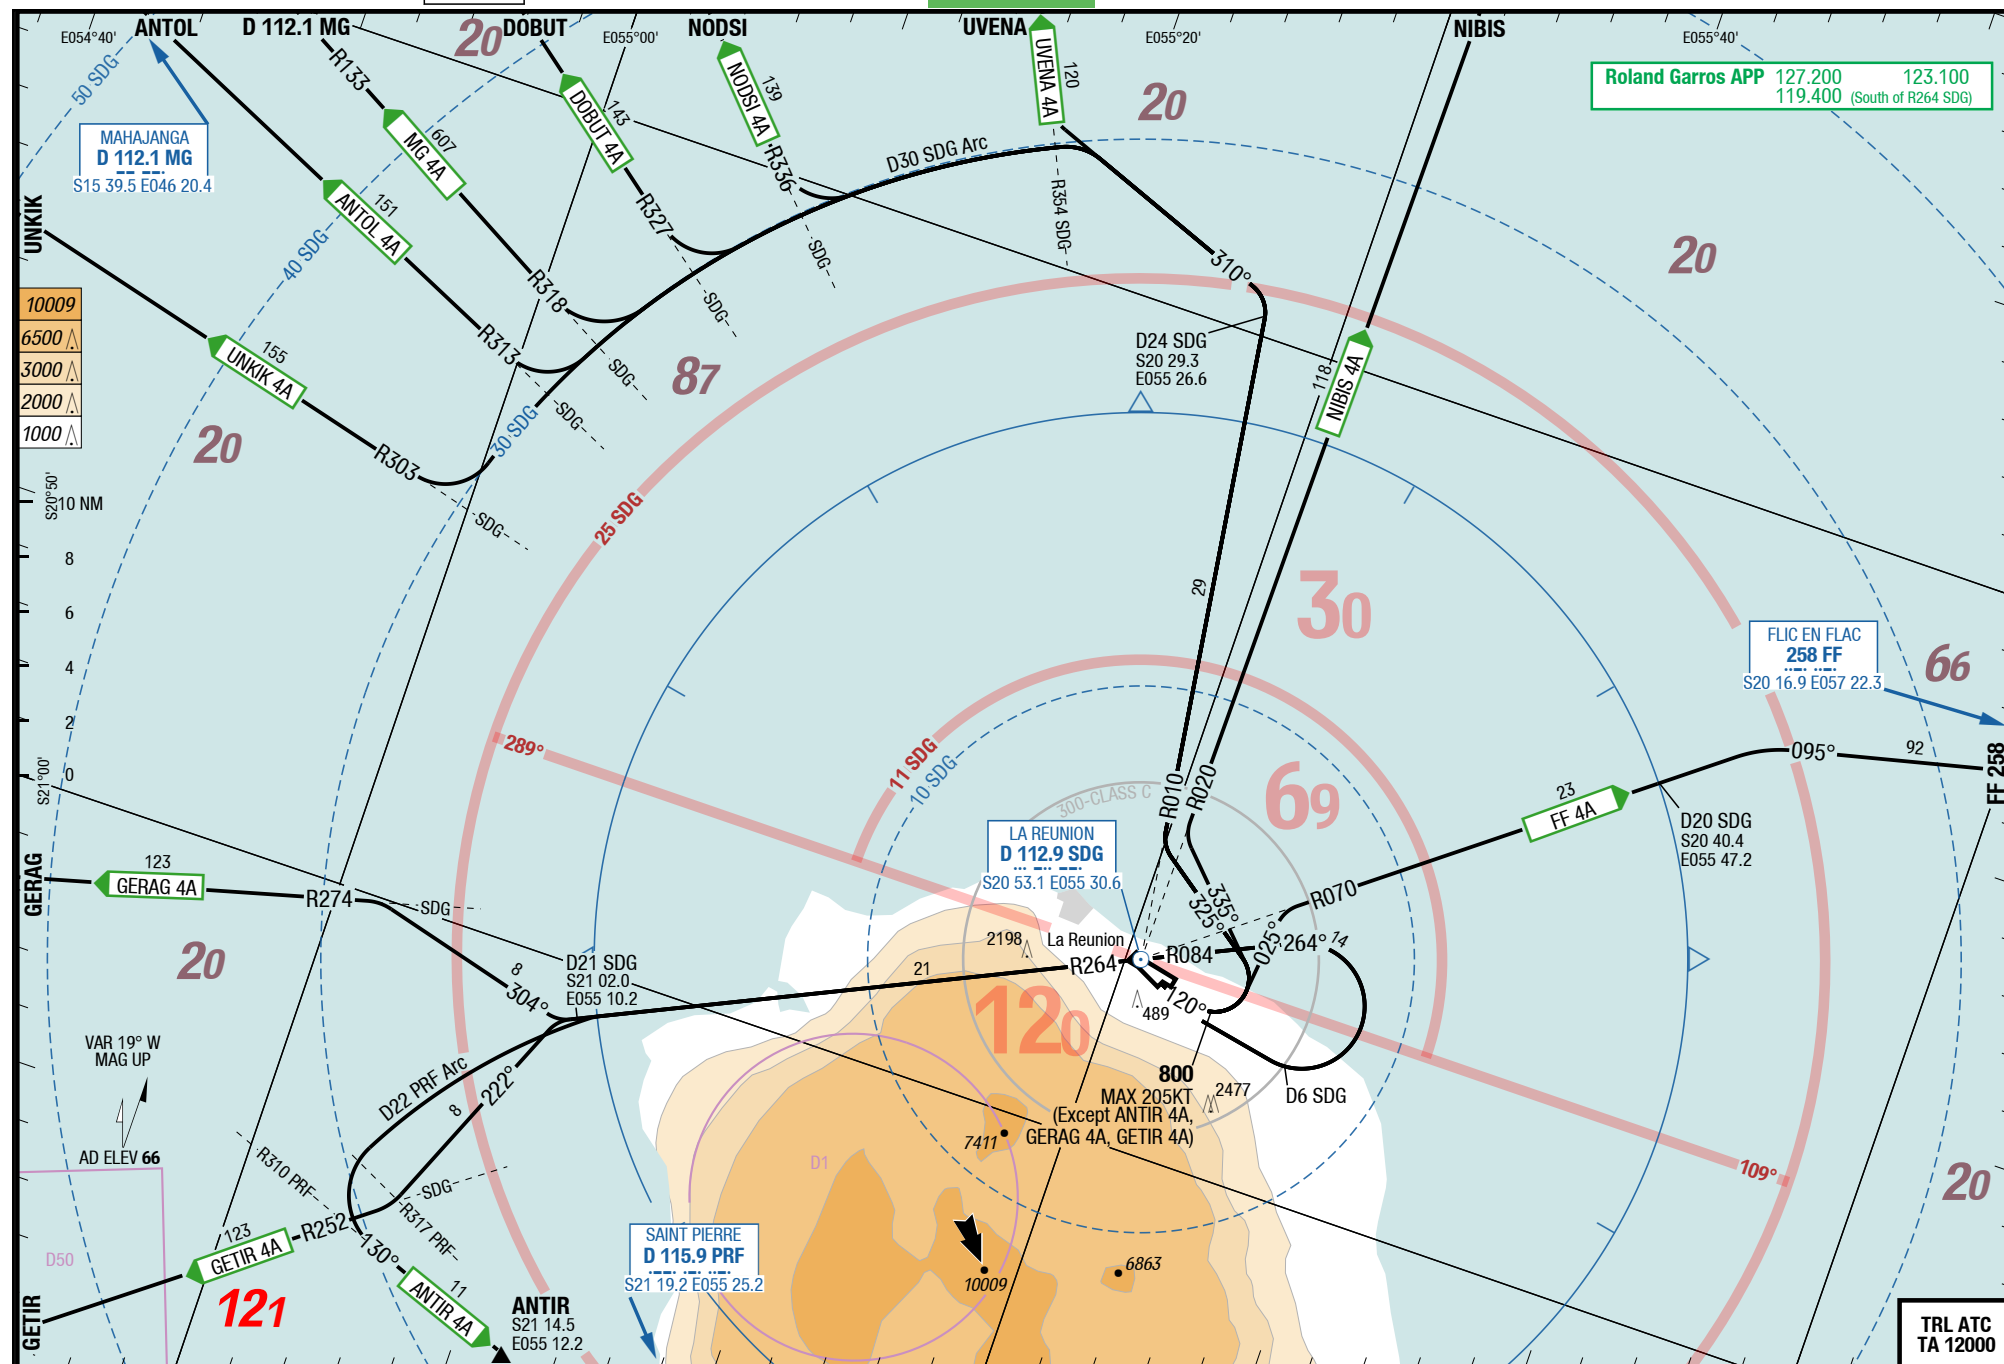 ANTOL
D 112.1 MG
DOBUT
NODSI
UVENA
NIBIS
E054°40'
E055°00'
E055°20'
E055°40'
Roland Garros APP 127.200 123.100
119.400 (South of R264 SDG)
50 SDG
MAHAJANGA
D 112.1 MG
S15 39.5 E046 20.4
20
R133
607
MG 4A
143
DOBUT 4A
139
NODSI 4A
120
UVENA 4A
20
20
UNKIK
151
ANTOL 4A
40 SDG
R336
R327
R318
R313
SDG
SDG
SDG
SDG
D30 SDG Arc
R354 SDG
310°
10009
6500
3000
2000
1000
155
UNKIK 4A
87
D24 SDG
S20 29.3
E055 26.6
118
NIBIS 4A
20
R303
30 SDG
SDG
S20°50'
10 NM
8
6
4
2
0
S21°00'
25 SDG
29
30
FLIC EN FLAC
258 FF
S20 16.9 E057 22.3
66
289°
11 SDG
10 SDG
300-CLASS C
R010
R020
69
095°
92
FF 258
23
FF 4A
D20 SDG
S20 40.4
E055 47.2
LA REUNION
D 112.9 SDG
S20 53.1 E055 30.6
GERAG
123
GERAG 4A
R274
SDG
335°
325°
025°
R070
264°
14
R084
20
8
304°
D21 SDG
S21 02.0
E055 10.2
21
2198
La Reunion
R264
120°
489
120
VAR 19° W
MAG UP
AD ELEV 66
D22 PRF Arc
8
222°
800
MAX 205KT
(Except ANTIR 4A,
GERAG 4A, GETIR 4A)
2477
D6 SDG
7411
D1
109°
20
R310 PRF
R317 PRF
SDG
D50
123
GETIR 4A
R252
130°
121
11
ANTIR 4A
ANTIR
S21 14.5
E055 12.2
SAINT PIERRE
D 115.9 PRF
S21 19.2 E055 25.2
10009
6863
GETIR
TRL ATC
TA 12000